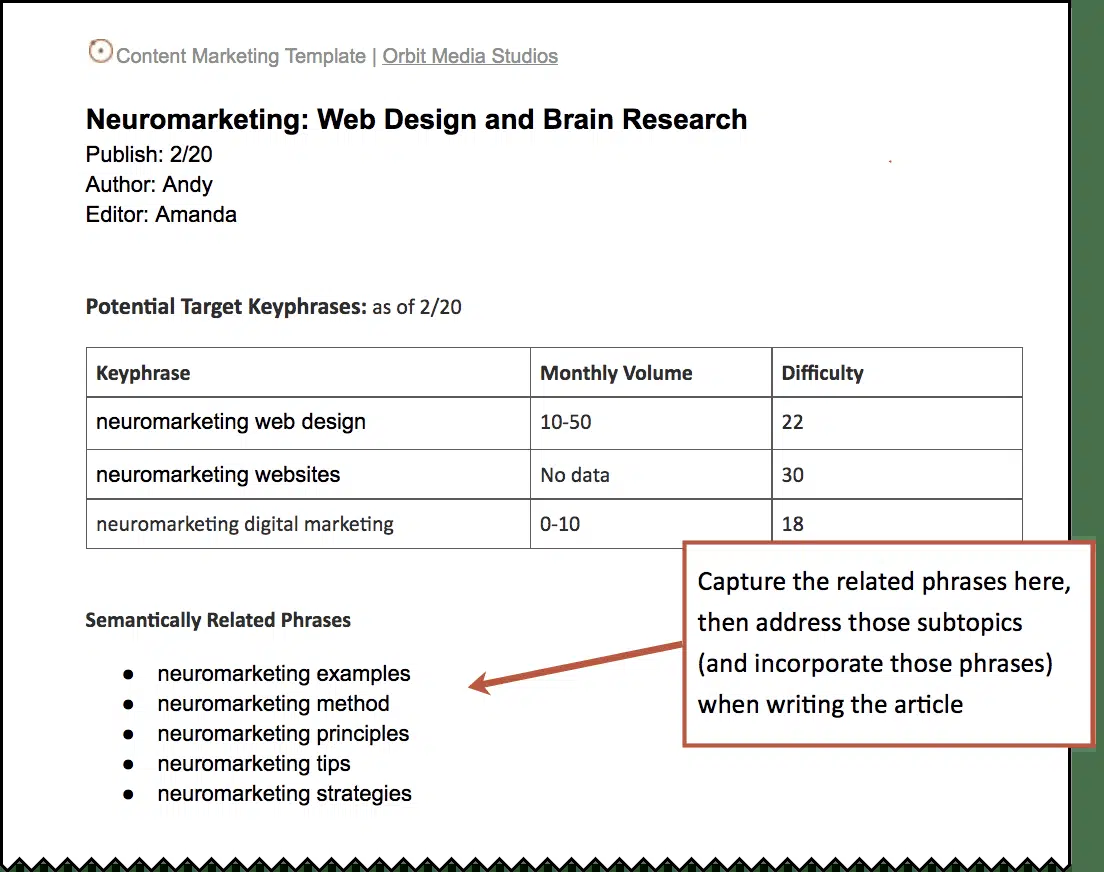 Content Marketing Template | Orbit Media Studios
Neuromarketing: Web Design and Brain Research
Publish: 2/20
Author: Andy
Editor: Amanda
Potential Target Keyphrases: as of 2/20
Keyphrase Monthly Volume Difficulty
neuromarketing web design 10-50 22
neuromarketing websites No data 30
neuromarketing digital marketing 0-10 18
Semantically Related Phrases
● neuromarketing examples
● neuromarketing method
● neuromarketing principles
● neuromarketing tips
● neuromarketing strategies
Capture the related phrases here,
then address those subtopics
(and incorporate those phrases)
when writing the article